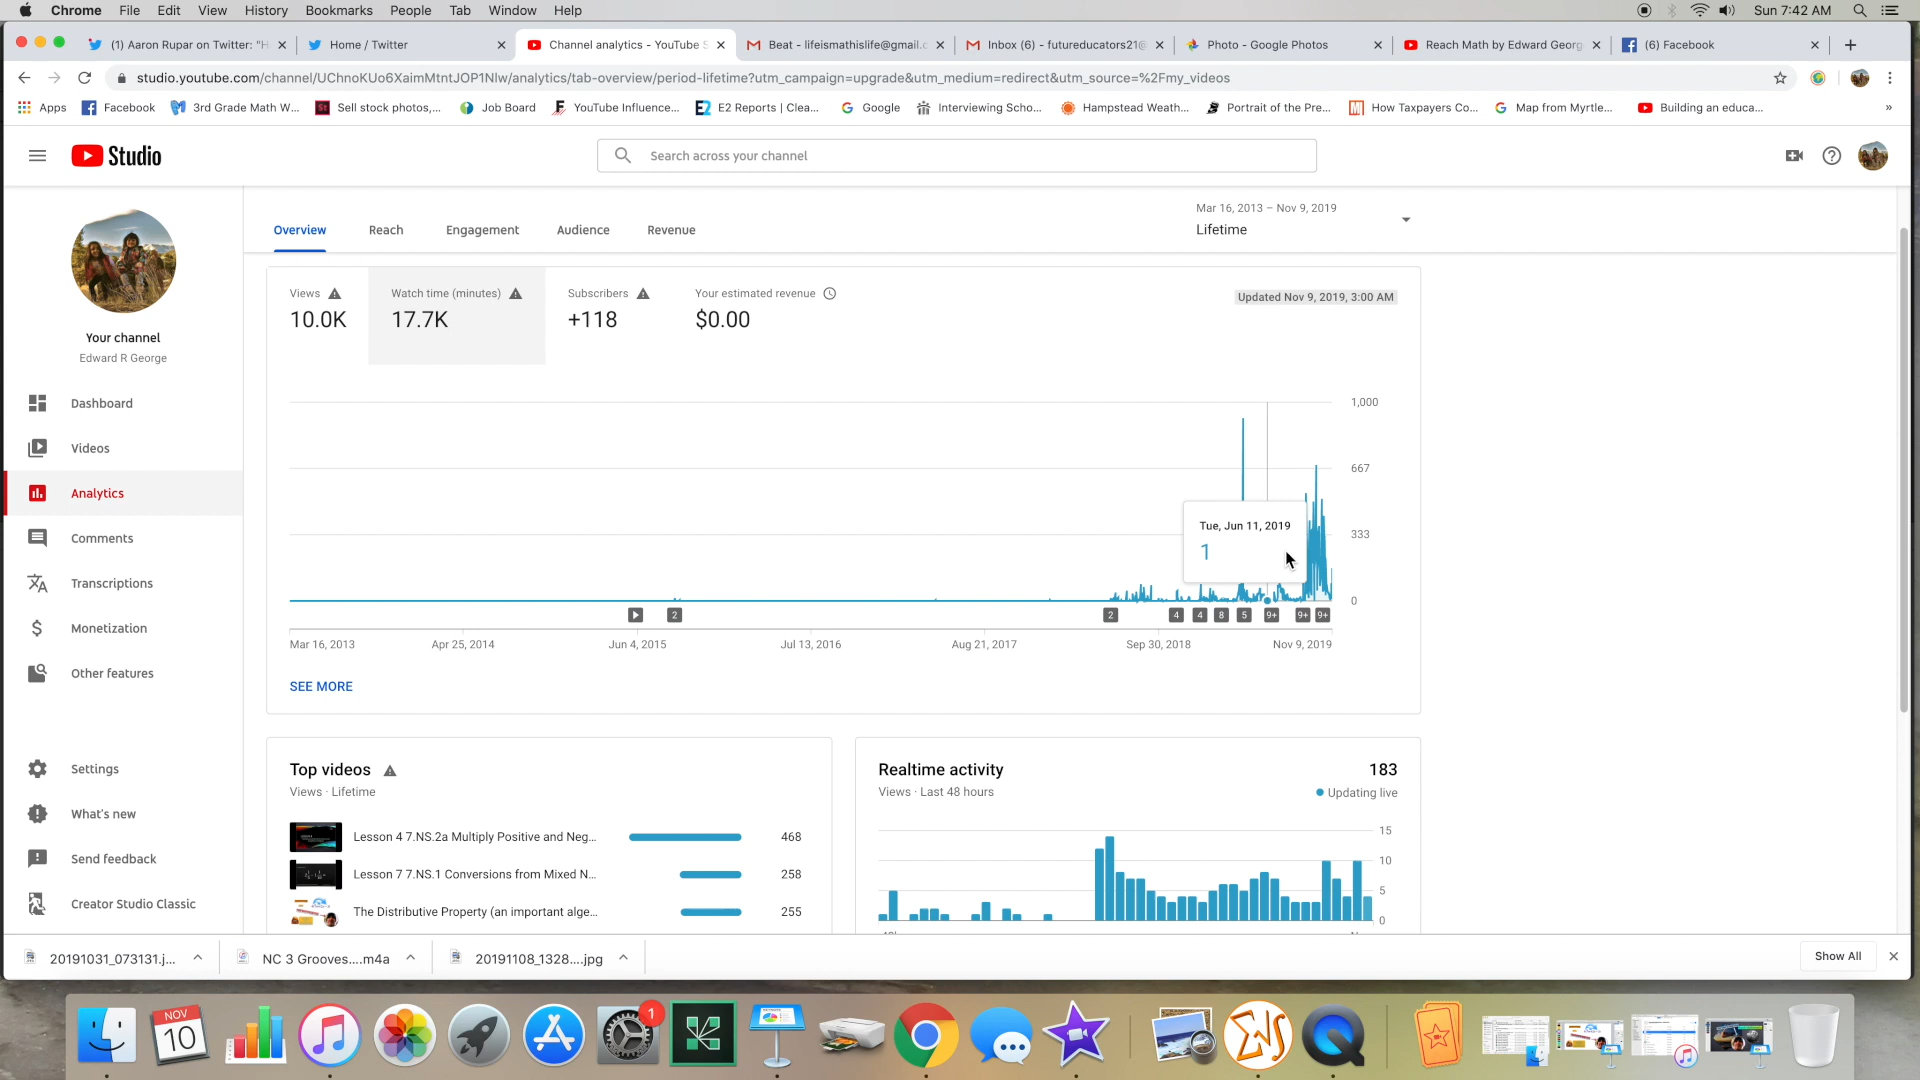 Chrome File Edit View History Bookmarks People Tab Window Help
Sun 7:42 AM
(1) Aaron Rupar on Twitter: "H
Home / Twitter
Channel analytics - YouTube S
Beat - lifeismathislife@gmail.c
Inbox (6) - futureducators21@
Photo - Google Photos
Reach Math by Edward Georg
(6) Facebook
studio.youtube.com/channel/UChnoKUo6XaimMtntJOP1Nlw/analytics/tab-overview/period-lifetime?utm_campaign=upgrade&utm_medium=redirect&utm_source=%2Fmy_videos
Apps Facebook 3rd Grade Math W... Sell stock photos,... Job Board YouTube Influence... E2 Reports | Clea... Google Interviewing Scho... Hampstead Weath... Portrait of the Pre... How Taxpayers Co... Map from Myrtle... Building an educa... »
Studio
Search across your channel
Your channel
Edward R George
Dashboard
Videos
Analytics
Comments
Transcriptions
Monetization
Other features
Settings
What's new
Send feedback
Creator Studio Classic
Overview Reach Engagement Audience Revenue
Mar 16, 2013 – Nov 9, 2019
Lifetime
Views
10.0K
Watch time (minutes)
17.7K
Subscribers
+118
Your estimated revenue
$0.00
Updated Nov 9, 2019, 3:00 AM
1,000
667
333
0
Tue, Jun 11, 2019
1
2 2 4 4 8 5 9+ 9+ 9+
Mar 16, 2013 Apr 25, 2014 Jun 4, 2015 Jul 13, 2016 Aug 21, 2017 Sep 30, 2018 Nov 9, 2019
SEE MORE
Top videos
Views · Lifetime
Lesson 4 7.NS.2a Multiply Positive and Neg... 468
Lesson 7 7.NS.1 Conversions from Mixed N... 258
The Distributive Property (an important alge... 255
Realtime activity 183
Views · Last 48 hours
Updating live
15
10
5
0
20191031_073131.j...
NC 3 Grooves....m4a
20191108_1328....jpg
Show All
NOV
10
1